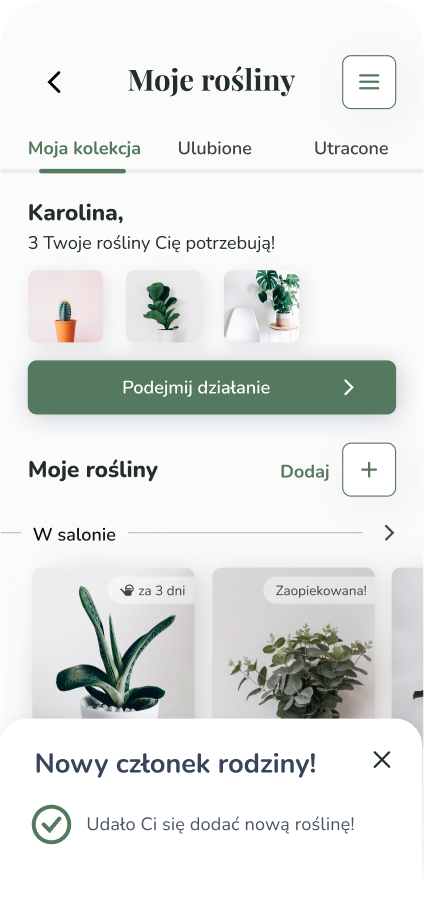 Moje rośliny
Moja kolekcja Ulubione Utracone
Karolina,
3 Twoje rośliny Cię potrzebują!
Podejmij działanie
Moje rośliny Dodaj
W salonie
za 3 dni Zaopiekowana!
Nowy członek rodziny!
Udało Ci się dodać nową roślinę!